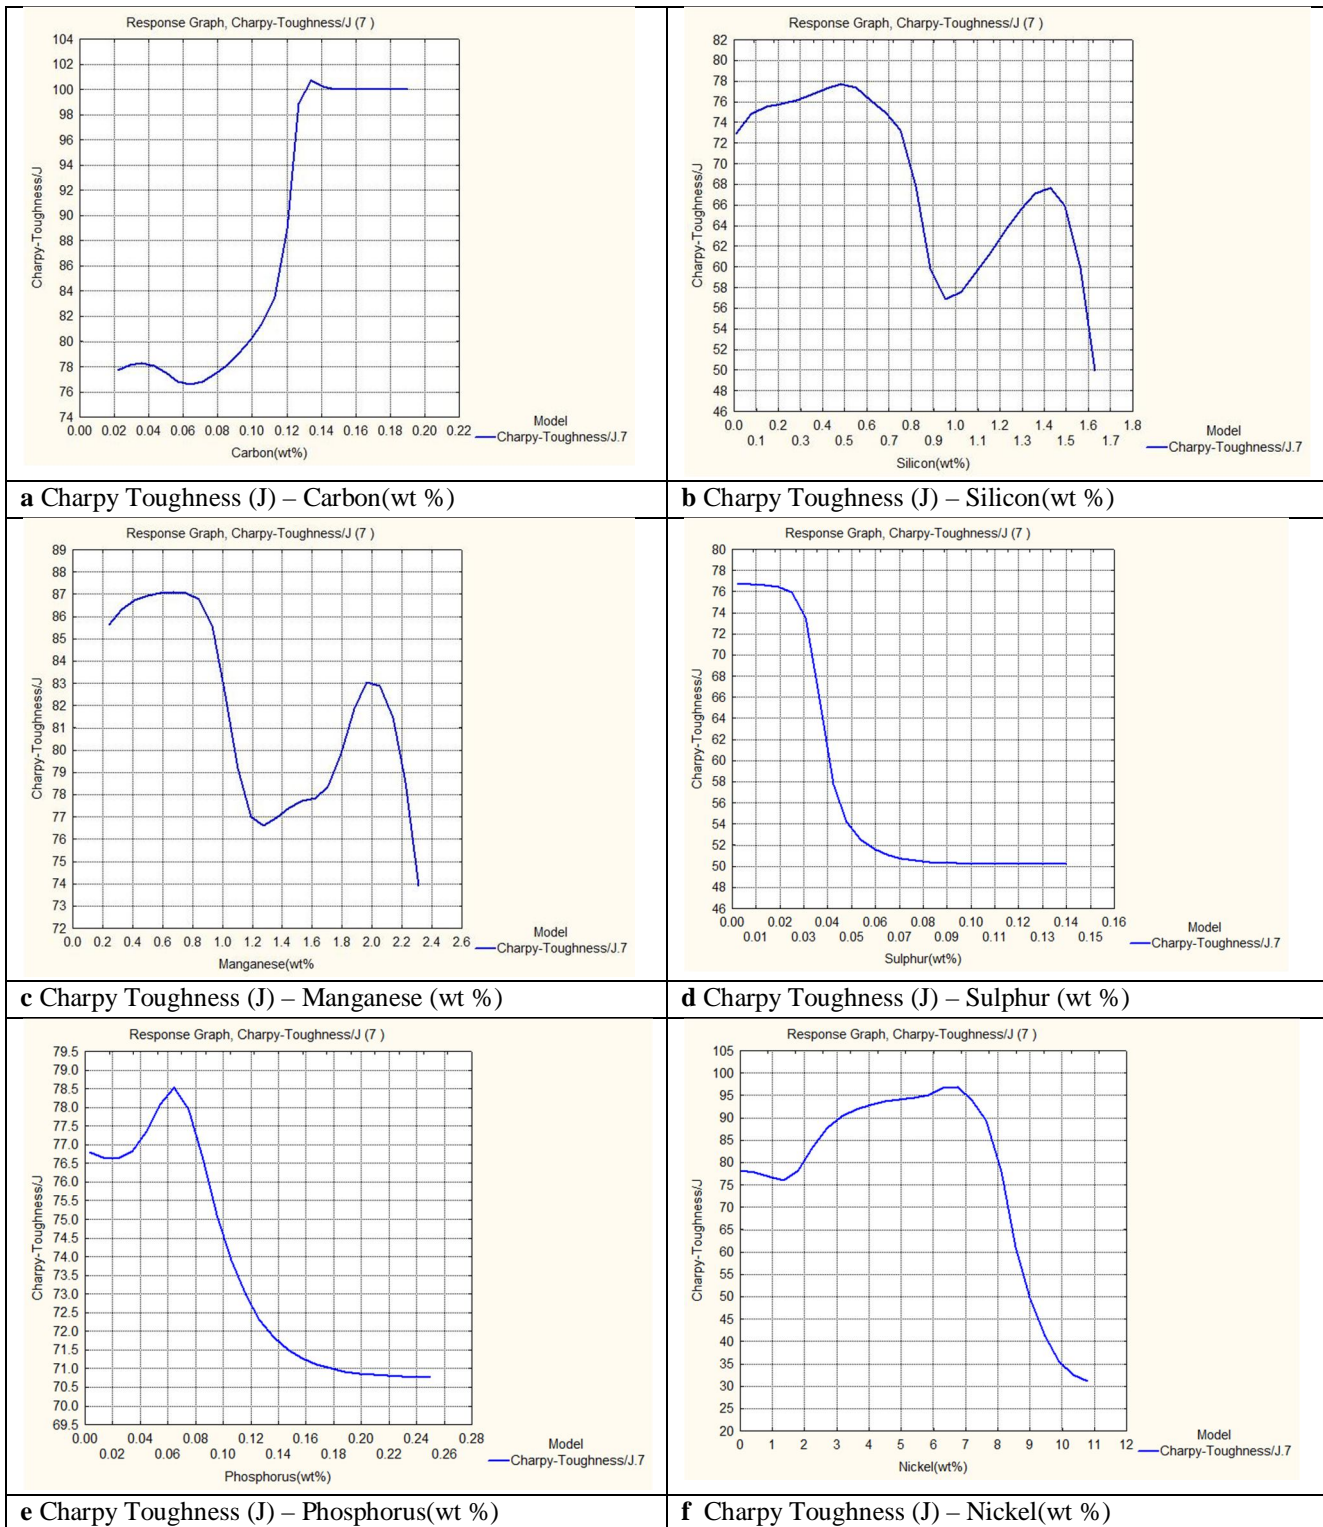 Response Graph, Charpy-Toughness/J (7 )
104
102
100
98
96
94
92
90
88
86
84
82
80
78
76
74
Charpy-Toughness/J
0.00 0.02 0.04 0.06 0.08 0.10 0.12 0.14 0.16 0.18 0.20 0.22
Carbon(wt%)
Model
Charpy-Toughness/J.7
a Charpy Toughness (J) – Carbon(wt %)
Response Graph, Charpy-Toughness/J (7 )
82
80
78
76
74
72
70
68
66
64
62
60
58
56
54
52
50
48
46
Charpy-Toughness/J
0.0 0.2 0.4 0.6 0.8 1.0 1.2 1.4 1.6 1.8
0.1 0.3 0.5 0.7 0.9 1.1 1.3 1.5 1.7
Silicon(wt%)
Model
Charpy-Toughness/J.7
b Charpy Toughness (J) – Silicon(wt %)
Response Graph, Charpy-Toughness/J (7 )
89
88
87
86
85
84
83
82
81
80
79
78
77
76
75
74
73
72
Charpy-Toughness/J
0.0 0.2 0.4 0.6 0.8 1.0 1.2 1.4 1.6 1.8 2.0 2.2 2.4 2.6
Manganese(wt%
Model
Charpy-Toughness/J.7
c Charpy Toughness (J) – Manganese (wt %)
Response Graph, Charpy-Toughness/J (7 )
80
78
76
74
72
70
68
66
64
62
60
58
56
54
52
50
48
46
Charpy-Toughness/J
0.00 0.02 0.04 0.06 0.08 0.10 0.12 0.14 0.16
0.01 0.03 0.05 0.07 0.09 0.11 0.13 0.15
Sulphur(wt%)
Model
Charpy-Toughness/J.7
d Charpy Toughness (J) – Sulphur (wt %)
Response Graph, Charpy-Toughness/J (7 )
79.5
79.0
78.5
78.0
77.5
77.0
76.5
76.0
75.5
75.0
74.5
74.0
73.5
73.0
72.5
72.0
71.5
71.0
70.5
70.0
69.5
Charpy-Toughness/J
0.00 0.04 0.08 0.12 0.16 0.20 0.24 0.28
0.02 0.06 0.10 0.14 0.18 0.22 0.26
Phosphorus(wt%)
Model
Charpy-Toughness/J.7
e Charpy Toughness (J) – Phosphorus(wt %)
Response Graph, Charpy-Toughness/J (7 )
105
100
95
90
85
80
75
70
65
60
55
50
45
40
35
30
25
20
Charpy-Toughness/J
0 1 2 3 4 5 6 7 8 9 10 11 12
Nickel(wt%)
Model
Charpy-Toughness/J.7
f Charpy Toughness (J) – Nickel(wt %)